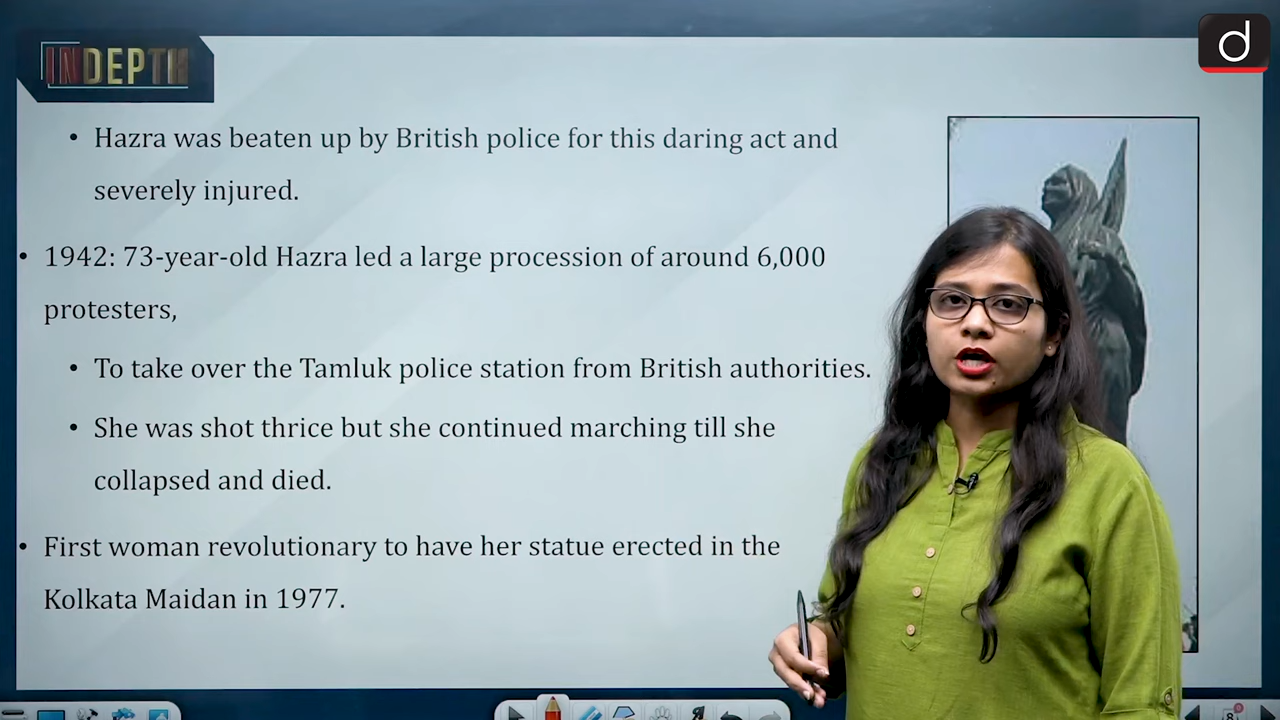 INDEPTH
d
• Hazra was beaten up by British police for this daring act and
severely injured.
• 1942: 73-year-old Hazra led a large procession of around 6,000
protesters,
• To take over the Tamluk police station from British authorities.
• She was shot thrice but she continued marching till she
collapsed and died.
• First woman revolutionary to have her statue erected in the
Kolkata Maidan in 1977.
8